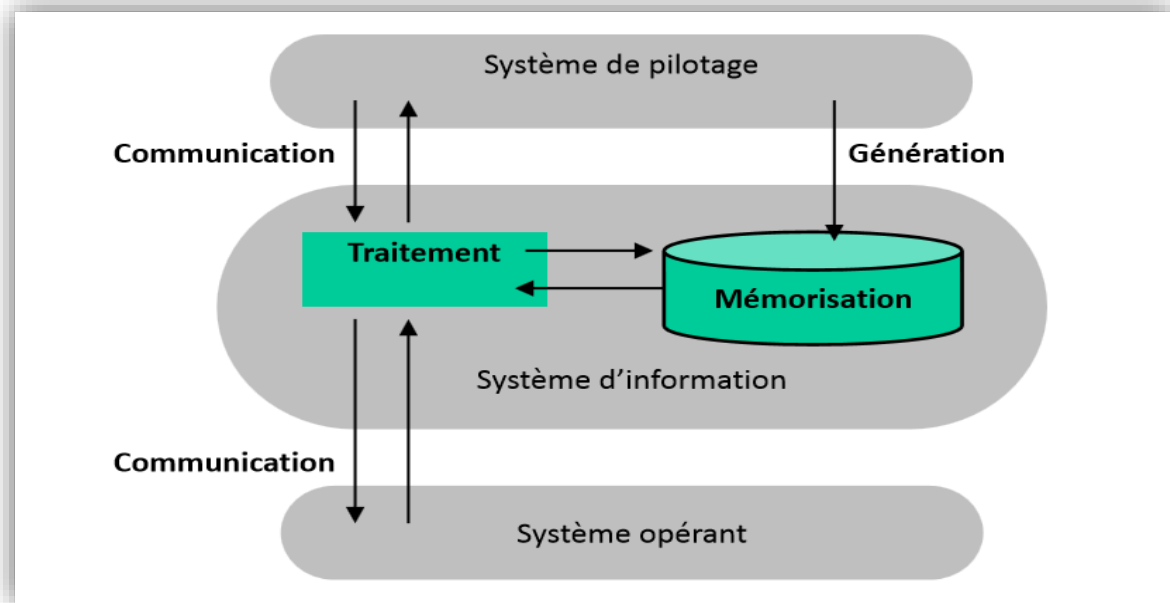 Système de pilotage
Communication
Génération
Traitement
Mémorisation
Système d’information
Communication
Système opérant